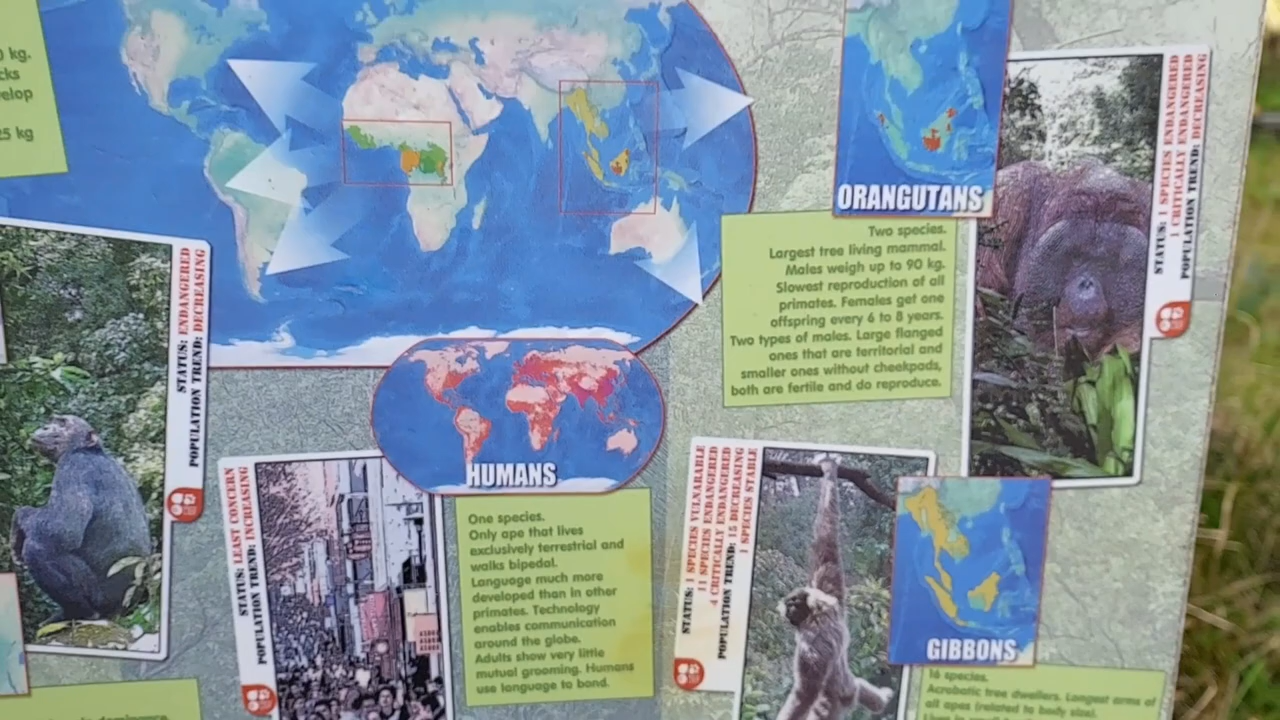 0 kg.
25 kg
STATUS: ENDANGERED
POPULATION TREND: DECREASING
ORANGUTANS
Two species.
Largest tree living mammal.
Males weigh up to 90 kg.
Slowest reproduction of all
primates. Females get one
offspring every 6 to 8 years.
Two types of males. Large flanged
ones that are territorial and
smaller ones without cheekpads,
both are fertile and do reproduce.
STATUS: 1 SPECIES ENDANGERED
1 CRITICALLY ENDANGERED
POPULATION TREND: DECREASING
HUMANS
STATUS: LEAST CONCERN
POPULATION TREND: INCREASING
One species.
Only ape that lives
exclusively terrestrial and
walks bipedal.
Language much more
developed than in other
primates. Technology
enables communication
around the globe.
Adults show very little
mutual grooming. Humans
use language to bond.
STATUS: 1 SPECIES VULNERABLE
11 SPECIES ENDANGERED
4 CRITICALLY ENDANGERED
POPULATION TREND: 15 DECREASING
1 SPECIES STABLE
GIBBONS
16 species.
Acrobatic tree dwellers. Longest arms of
all apes (related to body size).